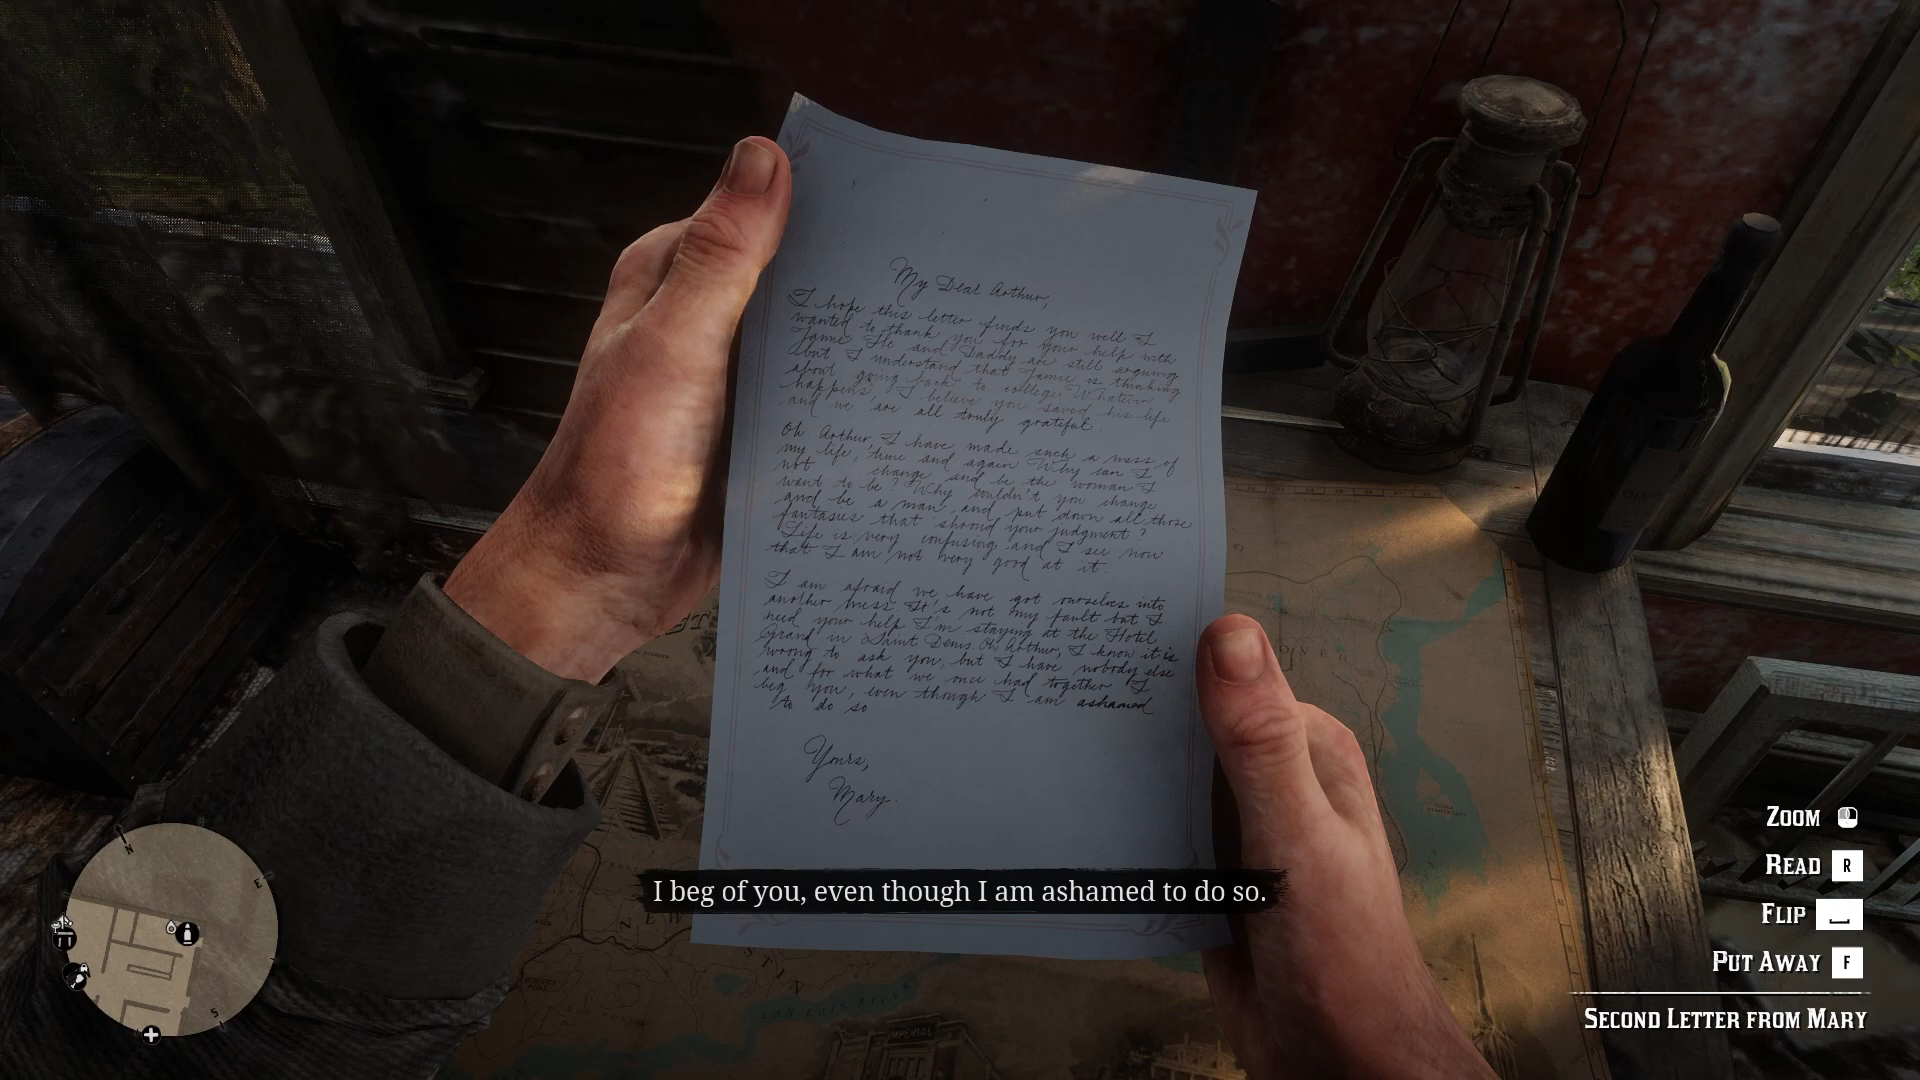 My Dear Arthur,
I hope this letter finds you well I
wanted to thank you for your help with
Jamie He and Daddy are still arguing
but I understand that Jamie is thinking
about going back to college. Whatever
happens, I believe you saved his life
and we are all truly grateful.
Oh Arthur I have made such a mess of
my life, time and again Why can I
not change and be the woman I
want to be? Why couldn't you change
and be a man and put down all those
fantasies that shroud your judgment?
Life is very confusing and I see now
that I am not very good at it.
I am afraid we have got ourselves into
another mess. It's not my fault but I
need your help I'm staying at the Hotel
Grand in Saint Denis. Oh Arthur, I know it is
wrong to ask you, but I have nobody else
and for what we once had together I
beg you, even though I am ashamed
to do so
Yours,
Mary.
I beg of you, even though I am ashamed to do so.
ZOOM
READ R
FLIP
PUT AWAY F
SECOND LETTER FROM MARY
N
E
S
SAN LUIS RIVER
IMPERIAL